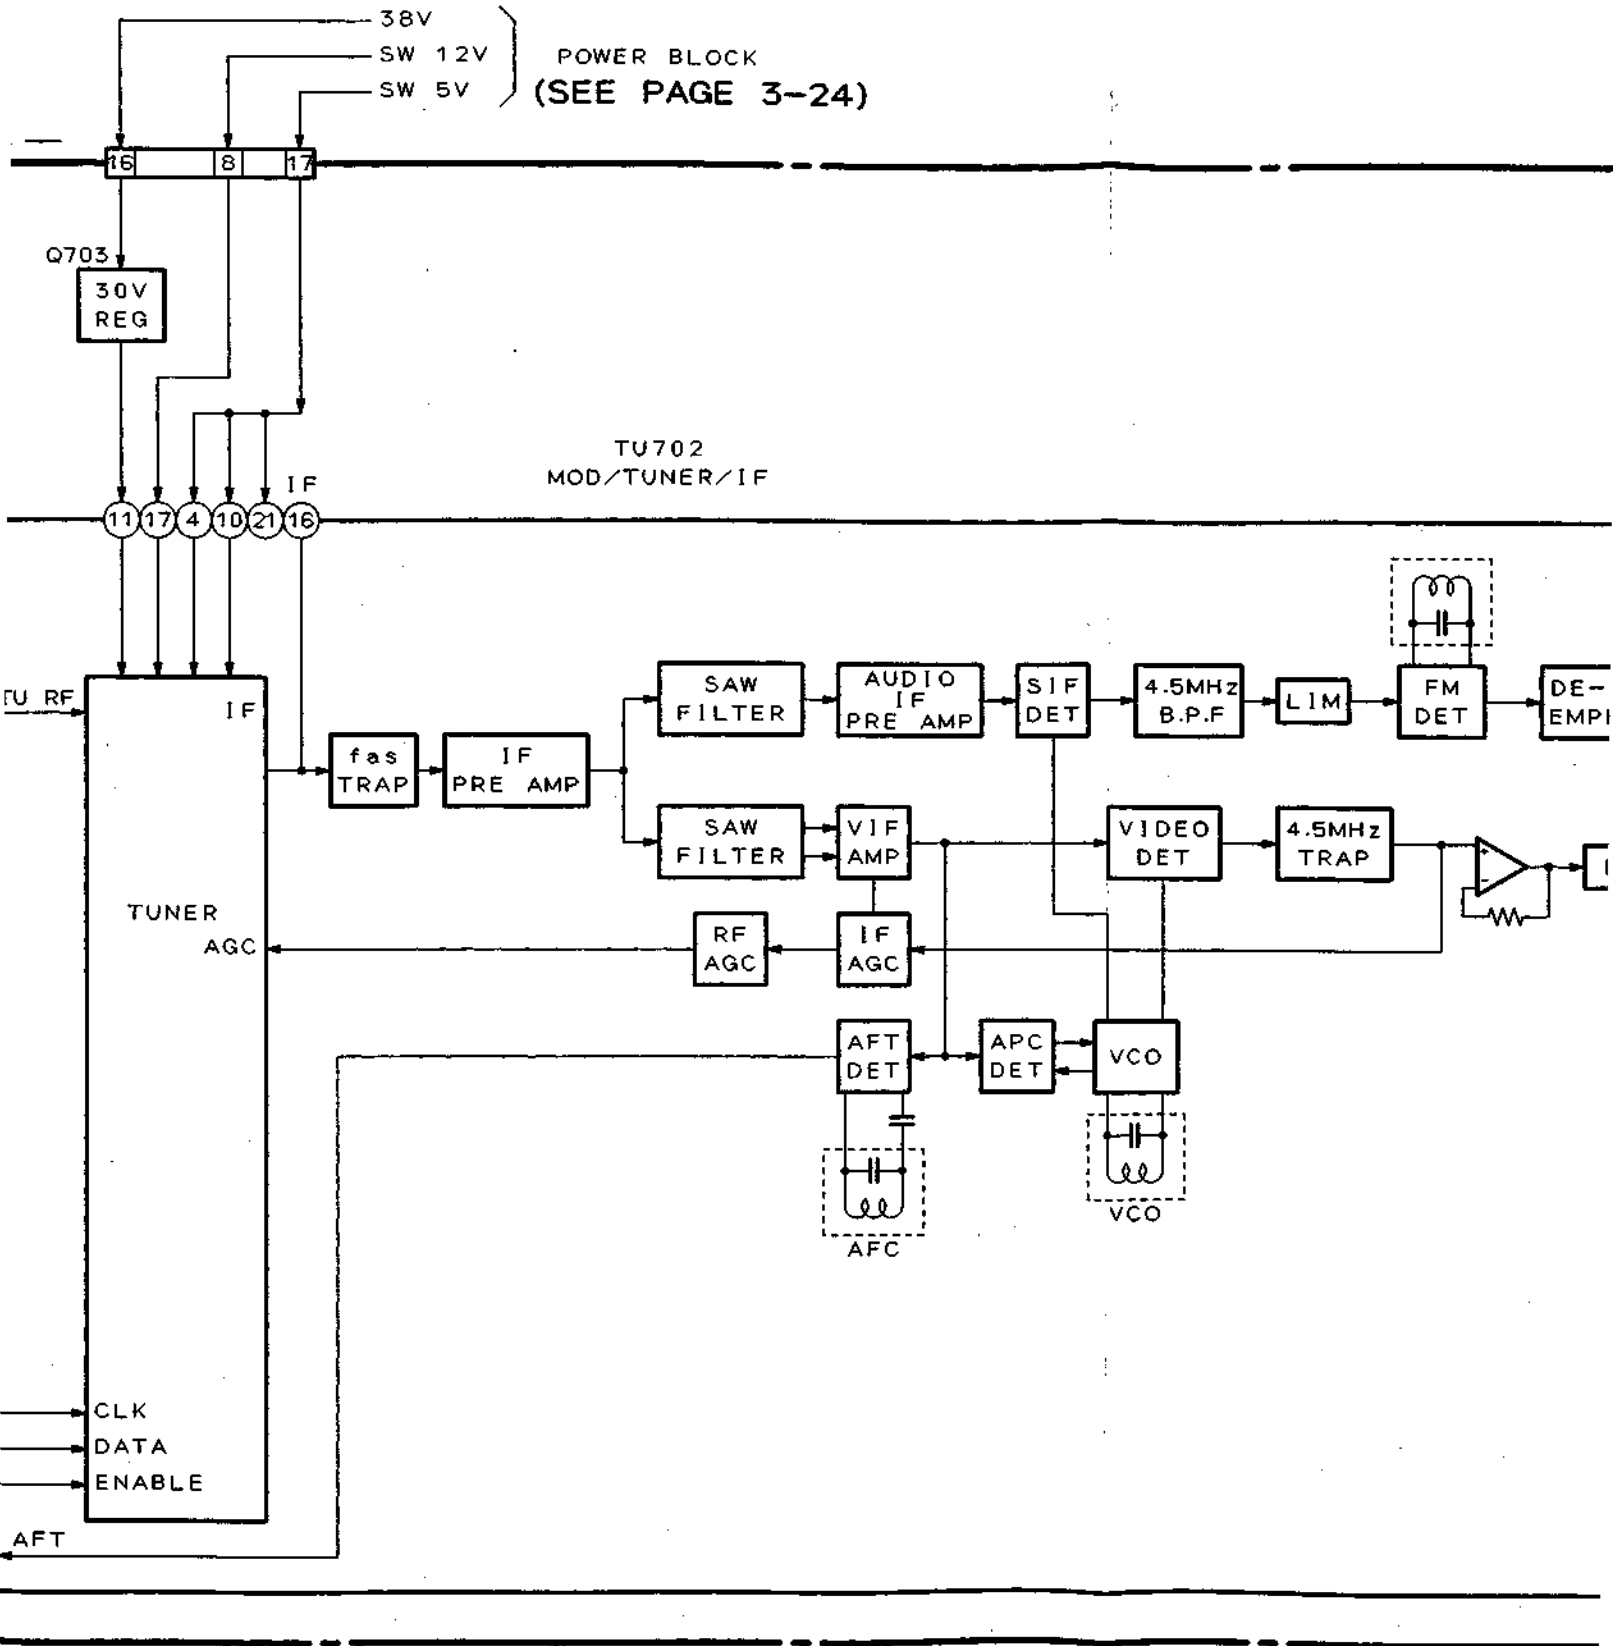 38V
SW 12V
SW 5V
POWER BLOCK
(SEE PAGE 3-24)
16 8 17
Q703
30V
REG
TU702
MOD/TUNER/IF
IF
11 17 4 10 21 16
TU RF
IF
fas
TRAP
IF
PRE AMP
SAW
FILTER
AUDIO
IF
PRE AMP
SIF
DET
4.5MHz
B.P.F
LIM
FM
DET
DE-
EMPH
SAW
FILTER
VIF
AMP
VIDEO
DET
4.5MHz
TRAP
+
-
TUNER
AGC
RF
AGC
IF
AGC
AFT
DET
APC
DET
VCO
AFC
VCO
CLK
DATA
ENABLE
AFT